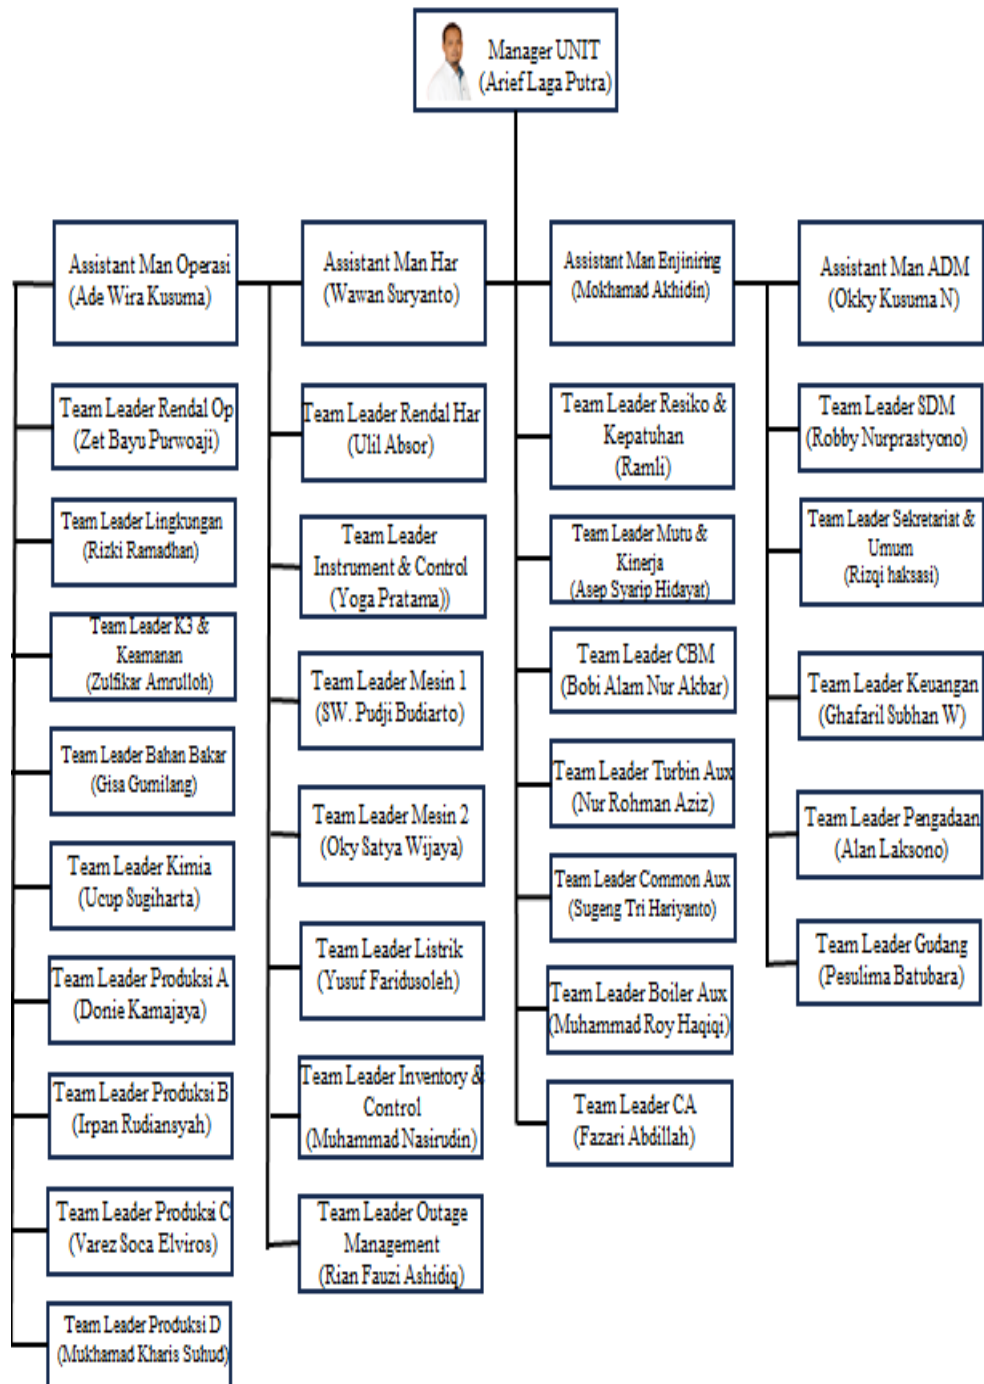 Manager UNIT
(Arief Laga Putra)
Assistant Man Operasi
(Ade Wira Kusuma)
Team Leader Rendal Op
(Zet Bayu Purwoaji)
Team Leader Lingkungan
(Rizki Ramadhan)
Team Leader K3 &
Keamanan
(Zulfikar Amrulloh)
Team Leader Bahan Bakar
(Gisa Gumilang)
Team Leader Kimia
(Ucup Sugiharta)
Team Leader Produksi A
(Donie Kamajaya)
Team Leader Produksi B
(Irpan Rudiansyah)
Team Leader Produksi C
(Varez Soca Elviros)
Team Leader Produksi D
(Mukhamad Kharis Suhud)
Assistant Man Har
(Wawan Suryanto)
Team Leader Rendal Har
(Ulil Absor)
Team Leader
Instrument & Control
(Yoga Pratama))
Team Leader Mesin 1
(SW. Pudji Budiarto)
Team Leader Mesin 2
(Oky Satya Wijaya)
Team Leader Listrik
(Yusuf Faridusoleh)
Team Leader Inventory &
Control
(Muhammad Nasirudin)
Team Leader Outage
Management
(Rian Fauzi Ashidiq)
Assistant Man Enjiniring
(Mokhamad Akhidin)
Team Leader Resiko &
Kepatuhan
(Ramli)
Team Leader Mutu &
Kinerja
(Asep Syarip Hidayat)
Team Leader CBM
(Bobi Alam Nur Akbar)
Team Leader Turbin Aux
(Nur Rohman Aziz)
Team Leader Common Aux
(Sugeng Tri Hariyanto)
Team Leader Boiler Aux
(Muhammad Roy Haqiqi)
Team Leader CA
(Fazari Abdillah)
Assistant Man ADM
(Okky Kusuma N)
Team Leader SDM
(Robby Nurprastyono)
Team Leader Sekretariat &
Umum
(Rizqi haksasi)
Team Leader Keuangan
(Ghafaril Subhan W)
Team Leader Pengadaan
(Alan Laksono)
Team Leader Gudang
(Pesulima Batubara)